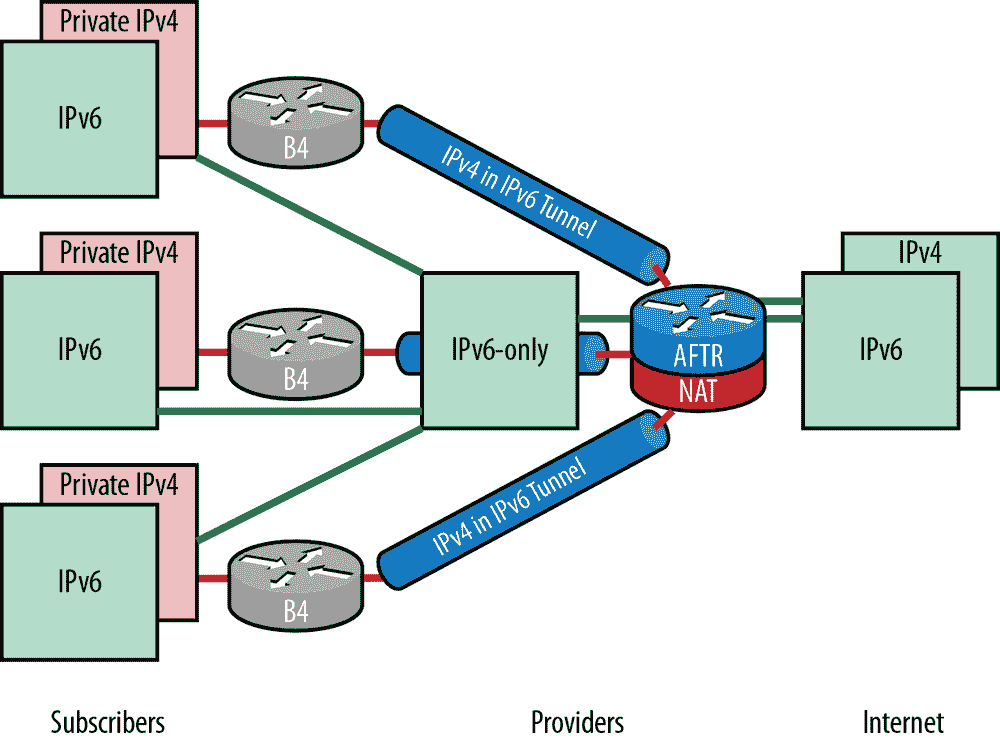 Private IPv4
IPv6
B4
IPv4 in IPv6 Tunnel
Private IPv4
IPv6
B4
IPv6-only
AFTR
NAT
IPv4
IPv6
IPv4 in IPv6 Tunnel
Private IPv4
IPv6
B4
Subscribers
Providers
Internet